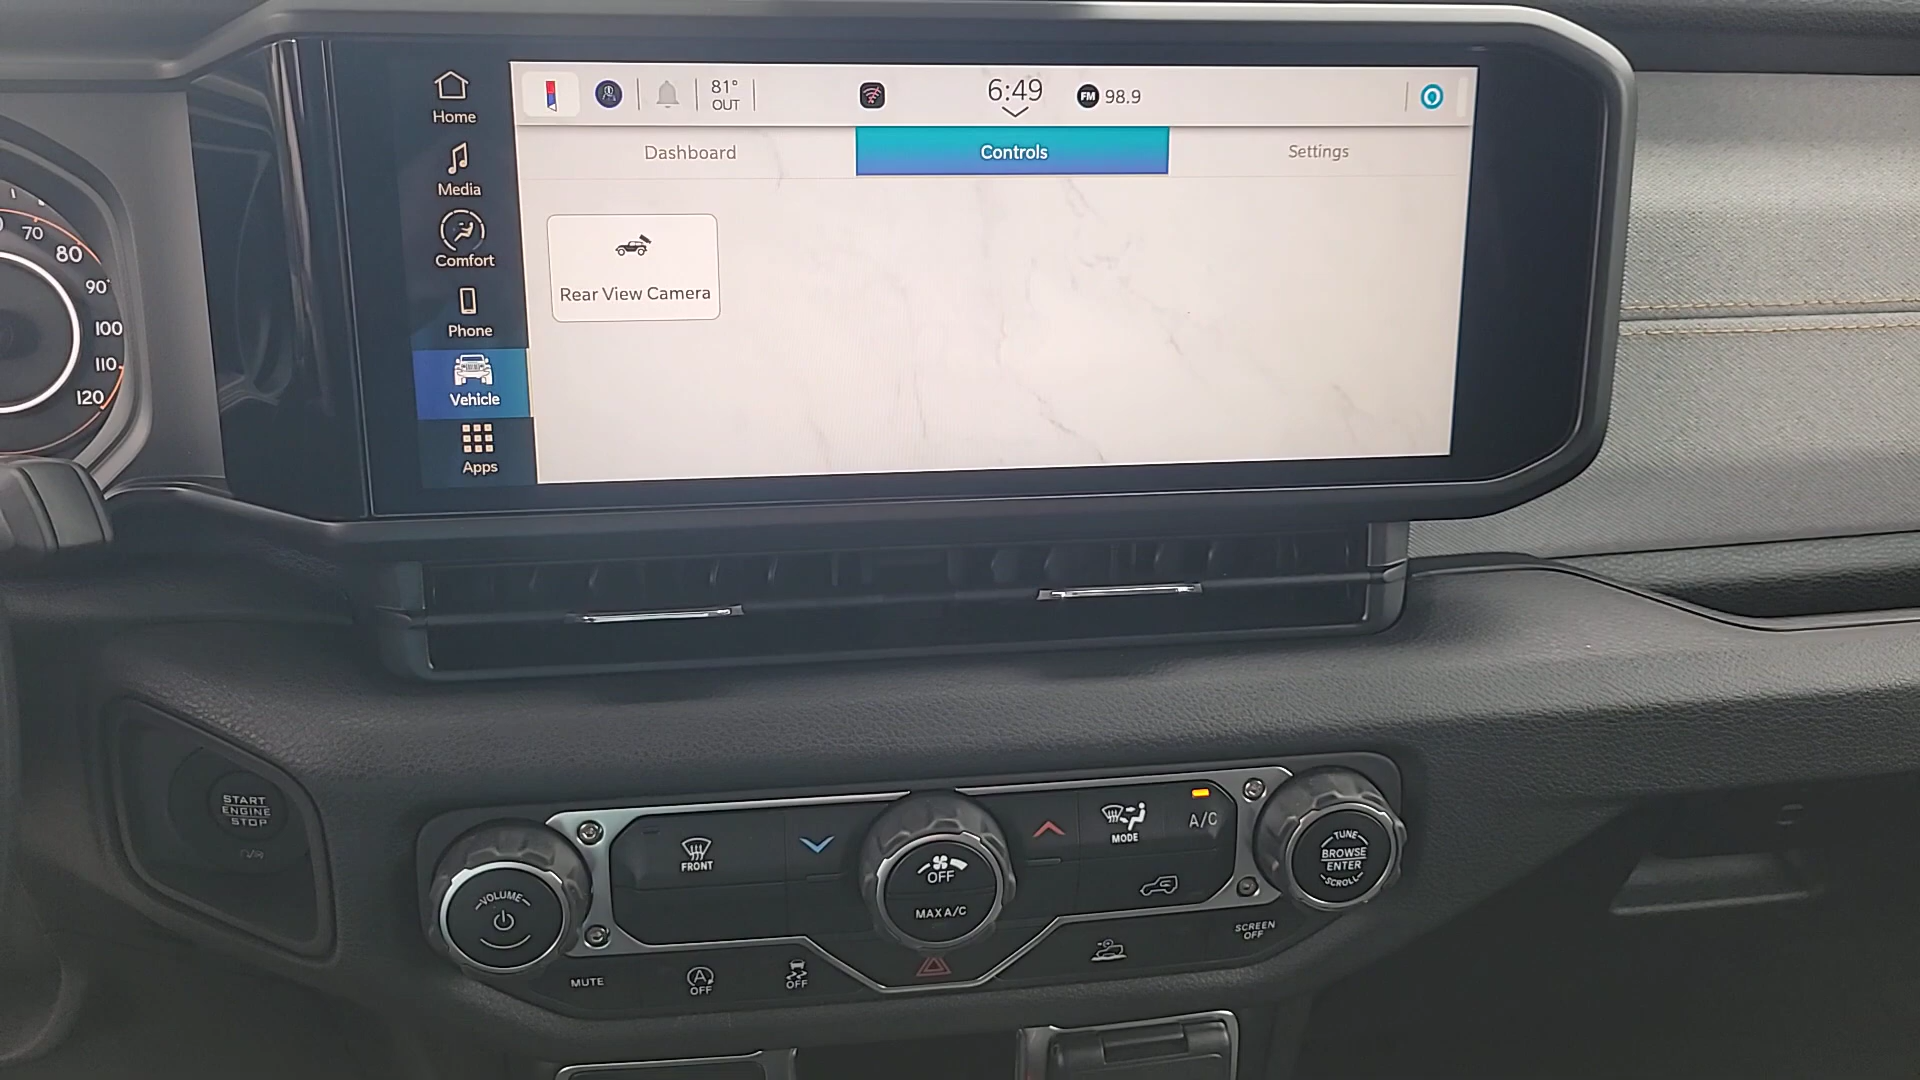 Home
Media
Comfort
Phone
Vehicle
Apps
81°
OUT
6:49
FM 98.9
Dashboard
Controls
Settings
Rear View Camera
70
80
90
100
110
120
START
ENGINE
STOP
VOLUME
MUTE
FRONT
OFF
OFF
OFF
MAX A/C
MODE
A/C
TUNE
BROWSE
ENTER
SCROLL
SCREEN
OFF